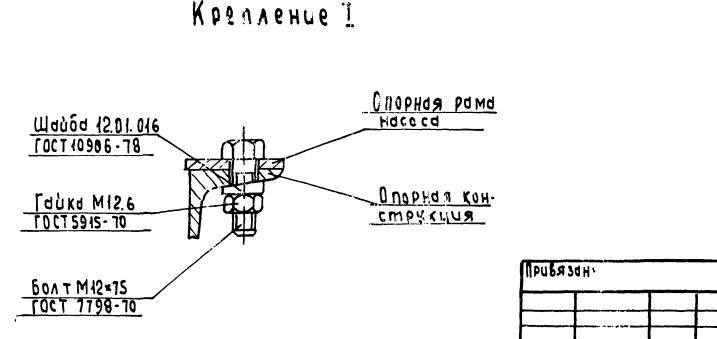 Крепление I
Опорная рама
насоса
Шайба 12.01.016
ГОСТ 10906-78
Гайка М12.6
ГОСТ 5915-70
Опорная кон-
струкция
Болт М12×75
ГОСТ 7798-70
Привязан: